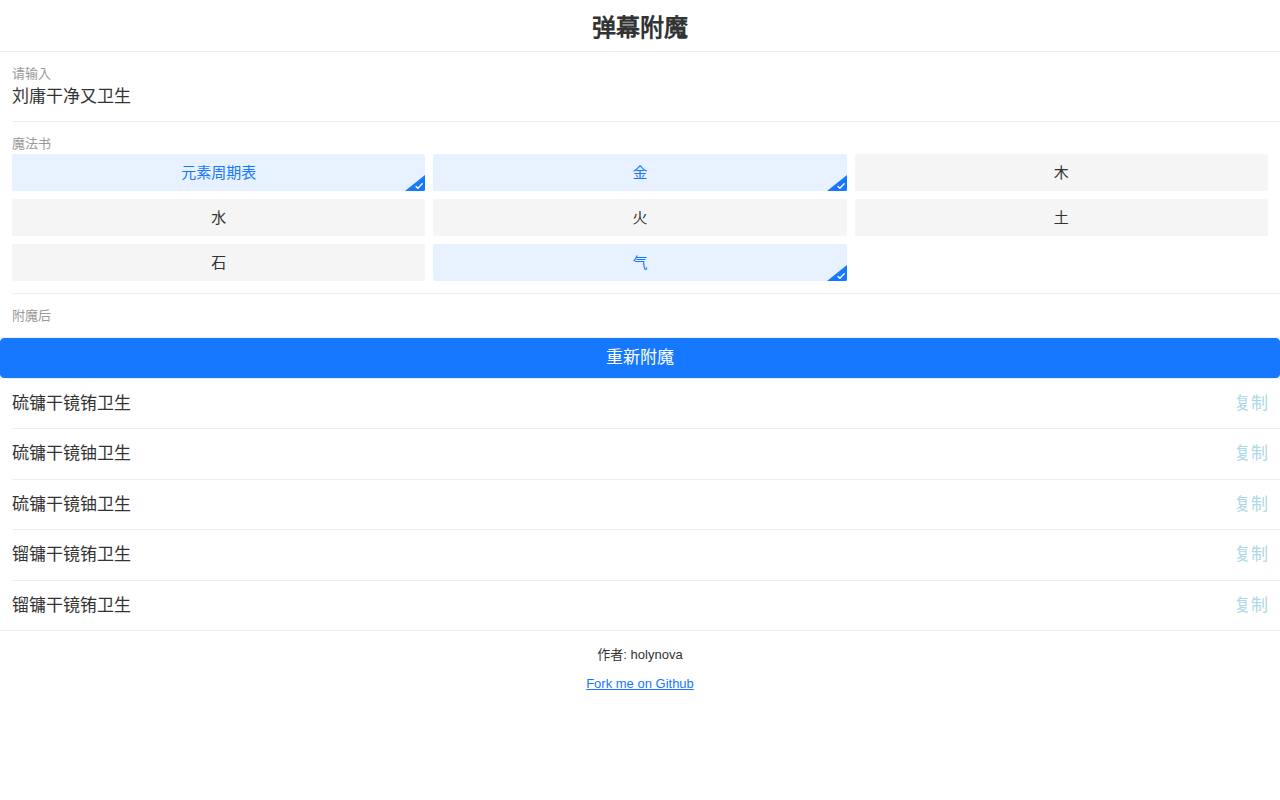 弹幕附魔
请输入
刘庸干净又卫生
魔法书
元素周期表 金 木
水 火 土
石 气
附魔后
重新附魔
硫镛干镜铕卫生 复制
硫镛干镜铀卫生 复制
硫镛干镜铀卫生 复制
镏镛干镜铕卫生 复制
镏镛干镜铕卫生 复制
作者: holynova
Fork me on Github